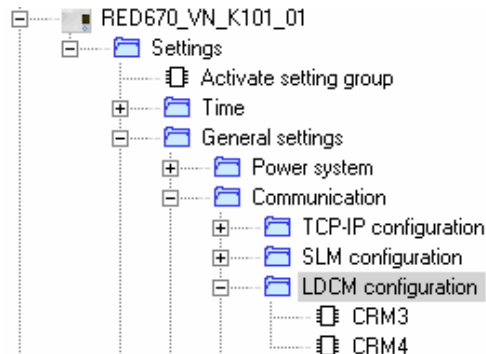 RED670_VN_K101_01
Settings
Activate setting group
Time
General settings
Power system
Communication
TCP-IP configuration
SLM configuration
LDCM configuration
CRM3
CRM4